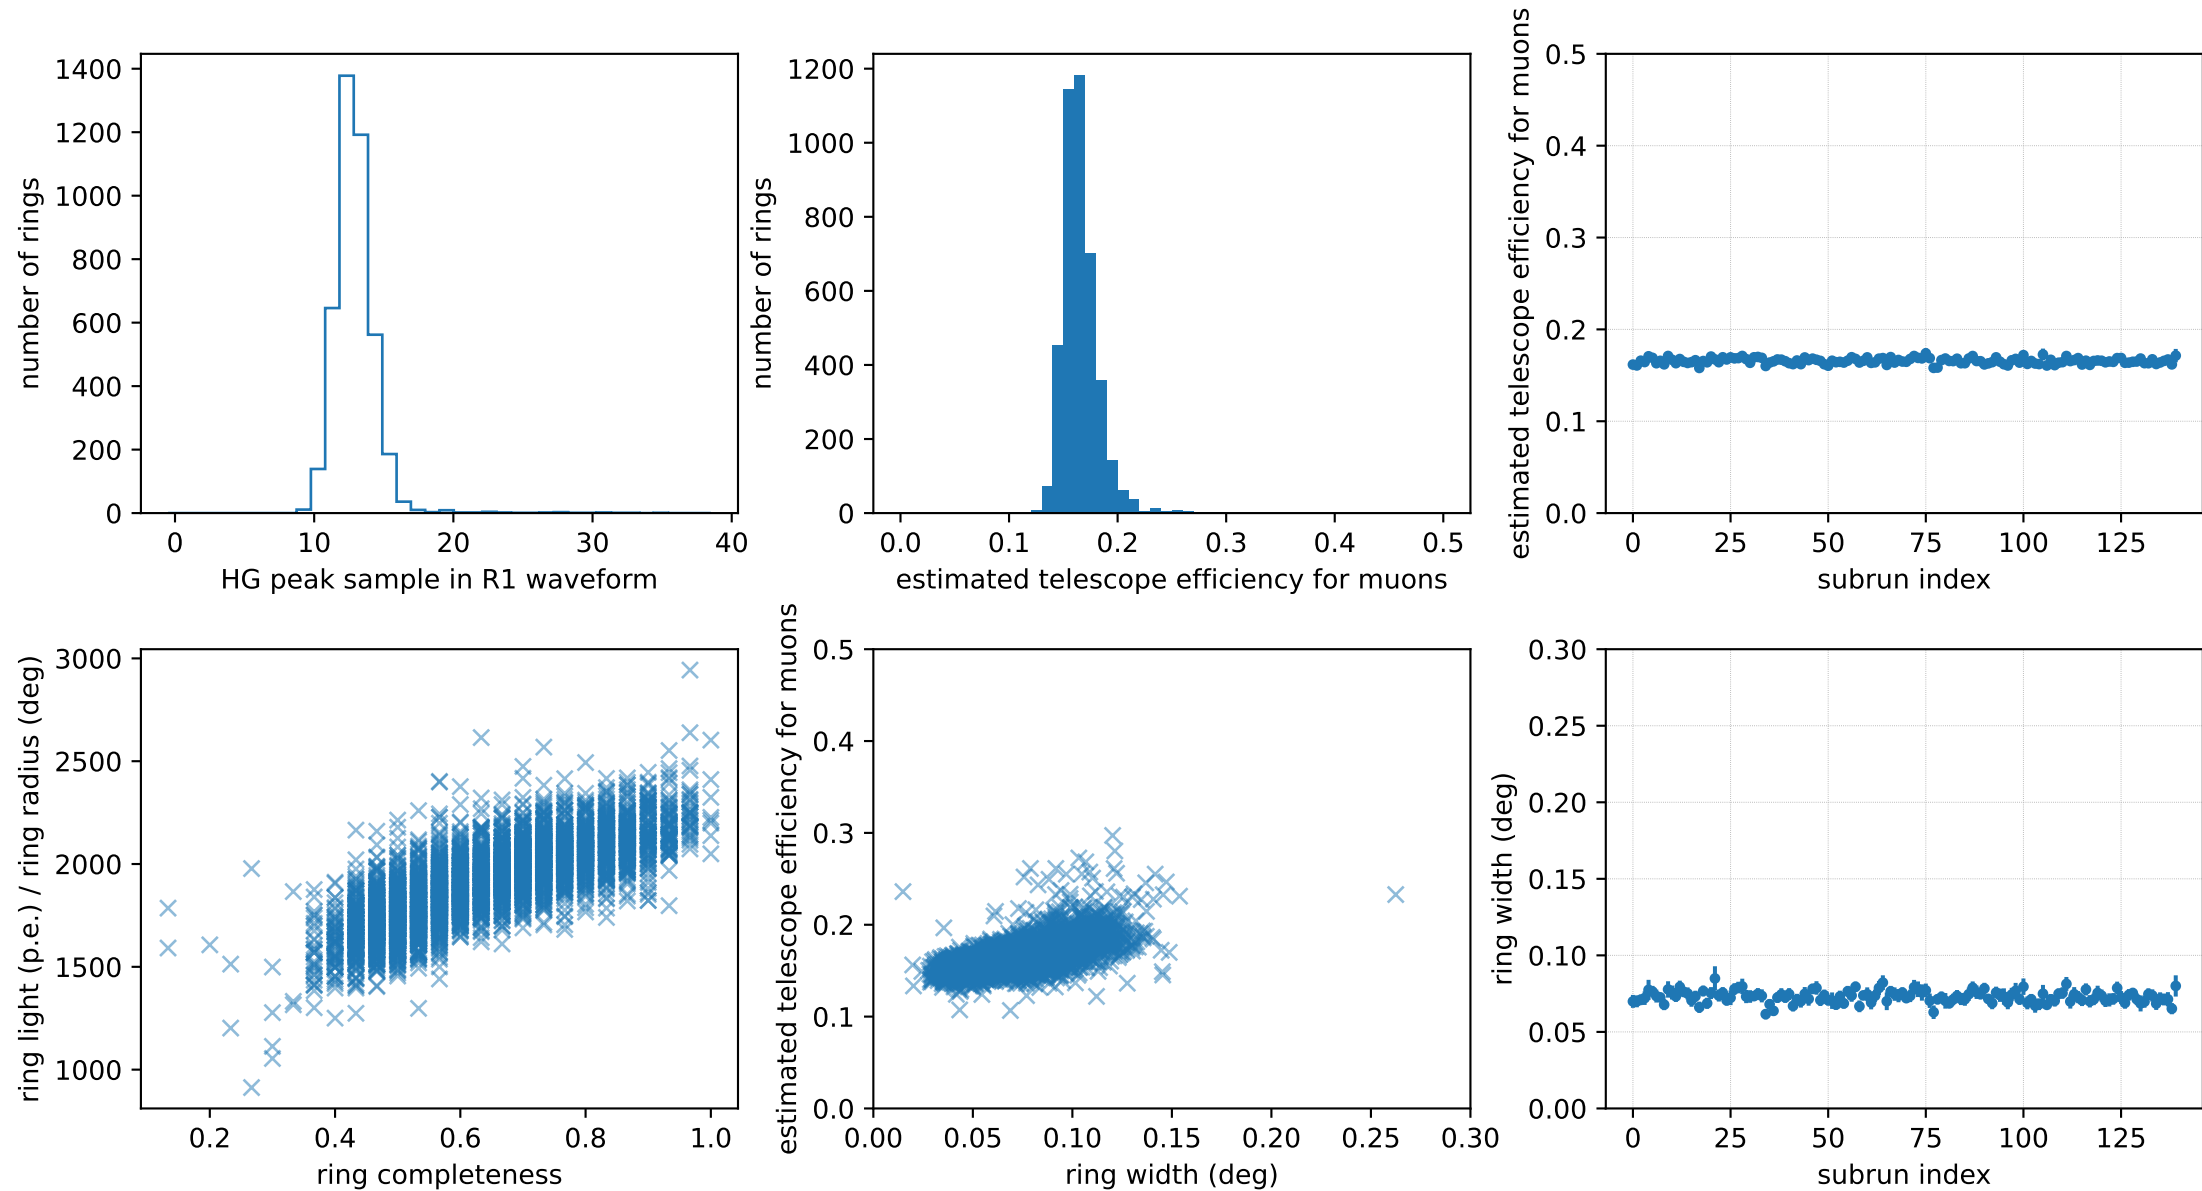 number of rings
1400
1200
1000
800
600
400
200
0
0 10 20 30 40
HG peak sample in R1 waveform
number of rings
1200
1000
800
600
400
200
0
0.0 0.1 0.2 0.3 0.4 0.5
estimated telescope efficiency for muons
estimated telescope efficiency for muons
0.5
0.4
0.3
0.2
0.1
0.0
0 25 50 75 100 125
subrun index
ring light (p.e.) / ring radius (deg)
3000
2500
2000
1500
1000
0.2 0.4 0.6 0.8 1.0
ring completeness
estimated telescope efficiency for muons
0.5
0.4
0.3
0.2
0.1
0.0
0.00 0.05 0.10 0.15 0.20 0.25 0.30
ring width (deg)
ring width (deg)
0.30
0.25
0.20
0.15
0.10
0.05
0.00
0 25 50 75 100 125
subrun index